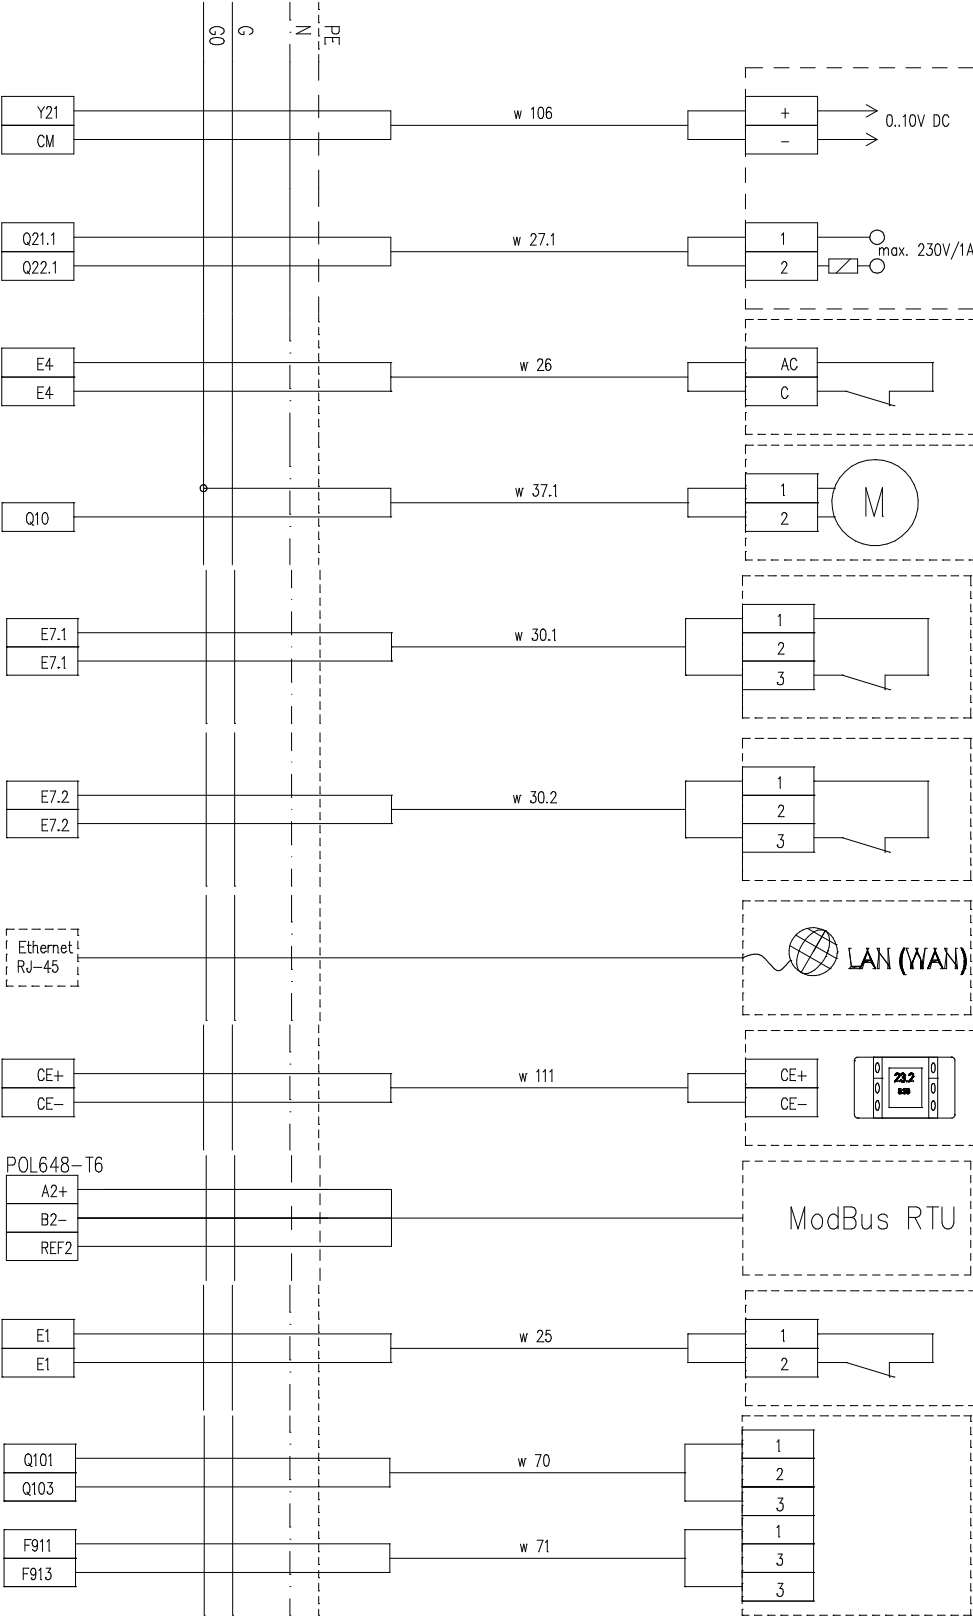 G0 G N PE
Y21 w 106 + 0..10V DC
CM -
Q21.1 w 27.1 1 max. 230V/1A
Q22.1 2
E4 w 26 AC
E4 C
w 37.1 1 M
Q10 2
E7.1 w 30.1 1
E7.1 2
3
E7.2 w 30.2 1
E7.2 2
3
Ethernet LAN (WAN)
RJ-45
CE+ w 111 CE+ 23.2
CE- CE-
POL648-T6
A2+
B2- ModBus RTU
REF2
E1 w 25 1
E1 2
1
Q101 w 70 2
Q103 3
F911 w 71 1
F913 3
3